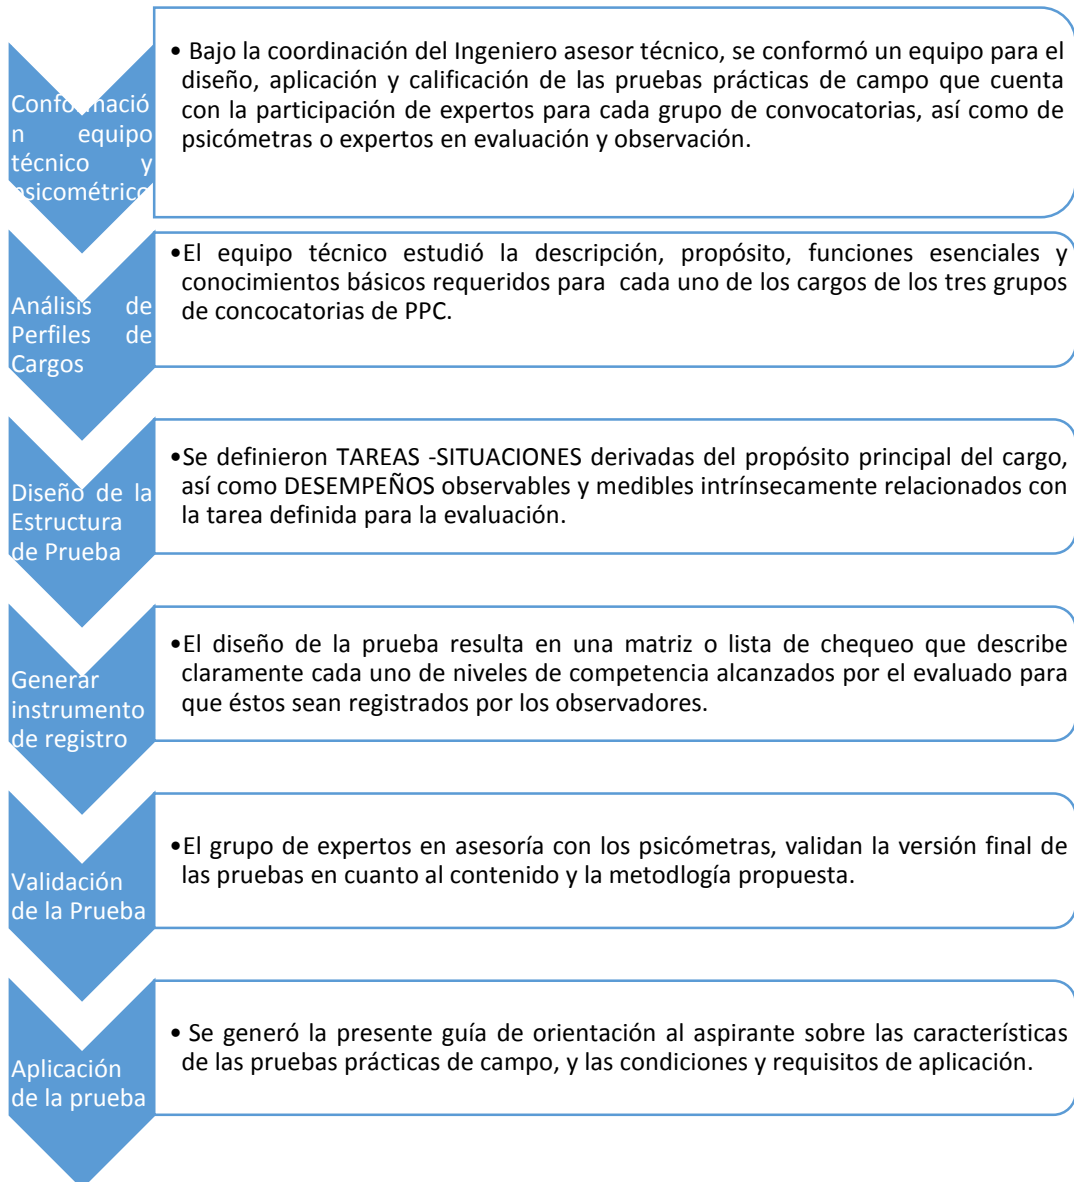 Conformació
n equipo
técnico y
psicométrico
• Bajo la coordinación del Ingeniero asesor técnico, se conformó un equipo para el
diseño, aplicación y calificación de las pruebas prácticas de campo que cuenta
con la participación de expertos para cada grupo de convocatorias, así como de
psicómetras o expertos en evaluación y observación.
Análisis de
Perfiles de
Cargos
•El equipo técnico estudió la descripción, propósito, funciones esenciales y
conocimientos básicos requeridos para cada uno de los cargos de los tres grupos
de concocatorias de PPC.
Diseño de la
Estructura
de Prueba
•Se definieron TAREAS -SITUACIONES derivadas del propósito principal del cargo,
así como DESEMPEÑOS observables y medibles intrínsecamente relacionados con
la tarea definida para la evaluación.
Generar
instrumento
de registro
•El diseño de la prueba resulta en una matriz o lista de chequeo que describe
claramente cada uno de niveles de competencia alcanzados por el evaluado para
que éstos sean registrados por los observadores.
Validación
de la Prueba
•El grupo de expertos en asesoría con los psicómetras, validan la versión final de
las pruebas en cuanto al contenido y la metodlogía propuesta.
Aplicación
de la prueba
• Se generó la presente guía de orientación al aspirante sobre las características
de las pruebas prácticas de campo, y las condiciones y requisitos de aplicación.